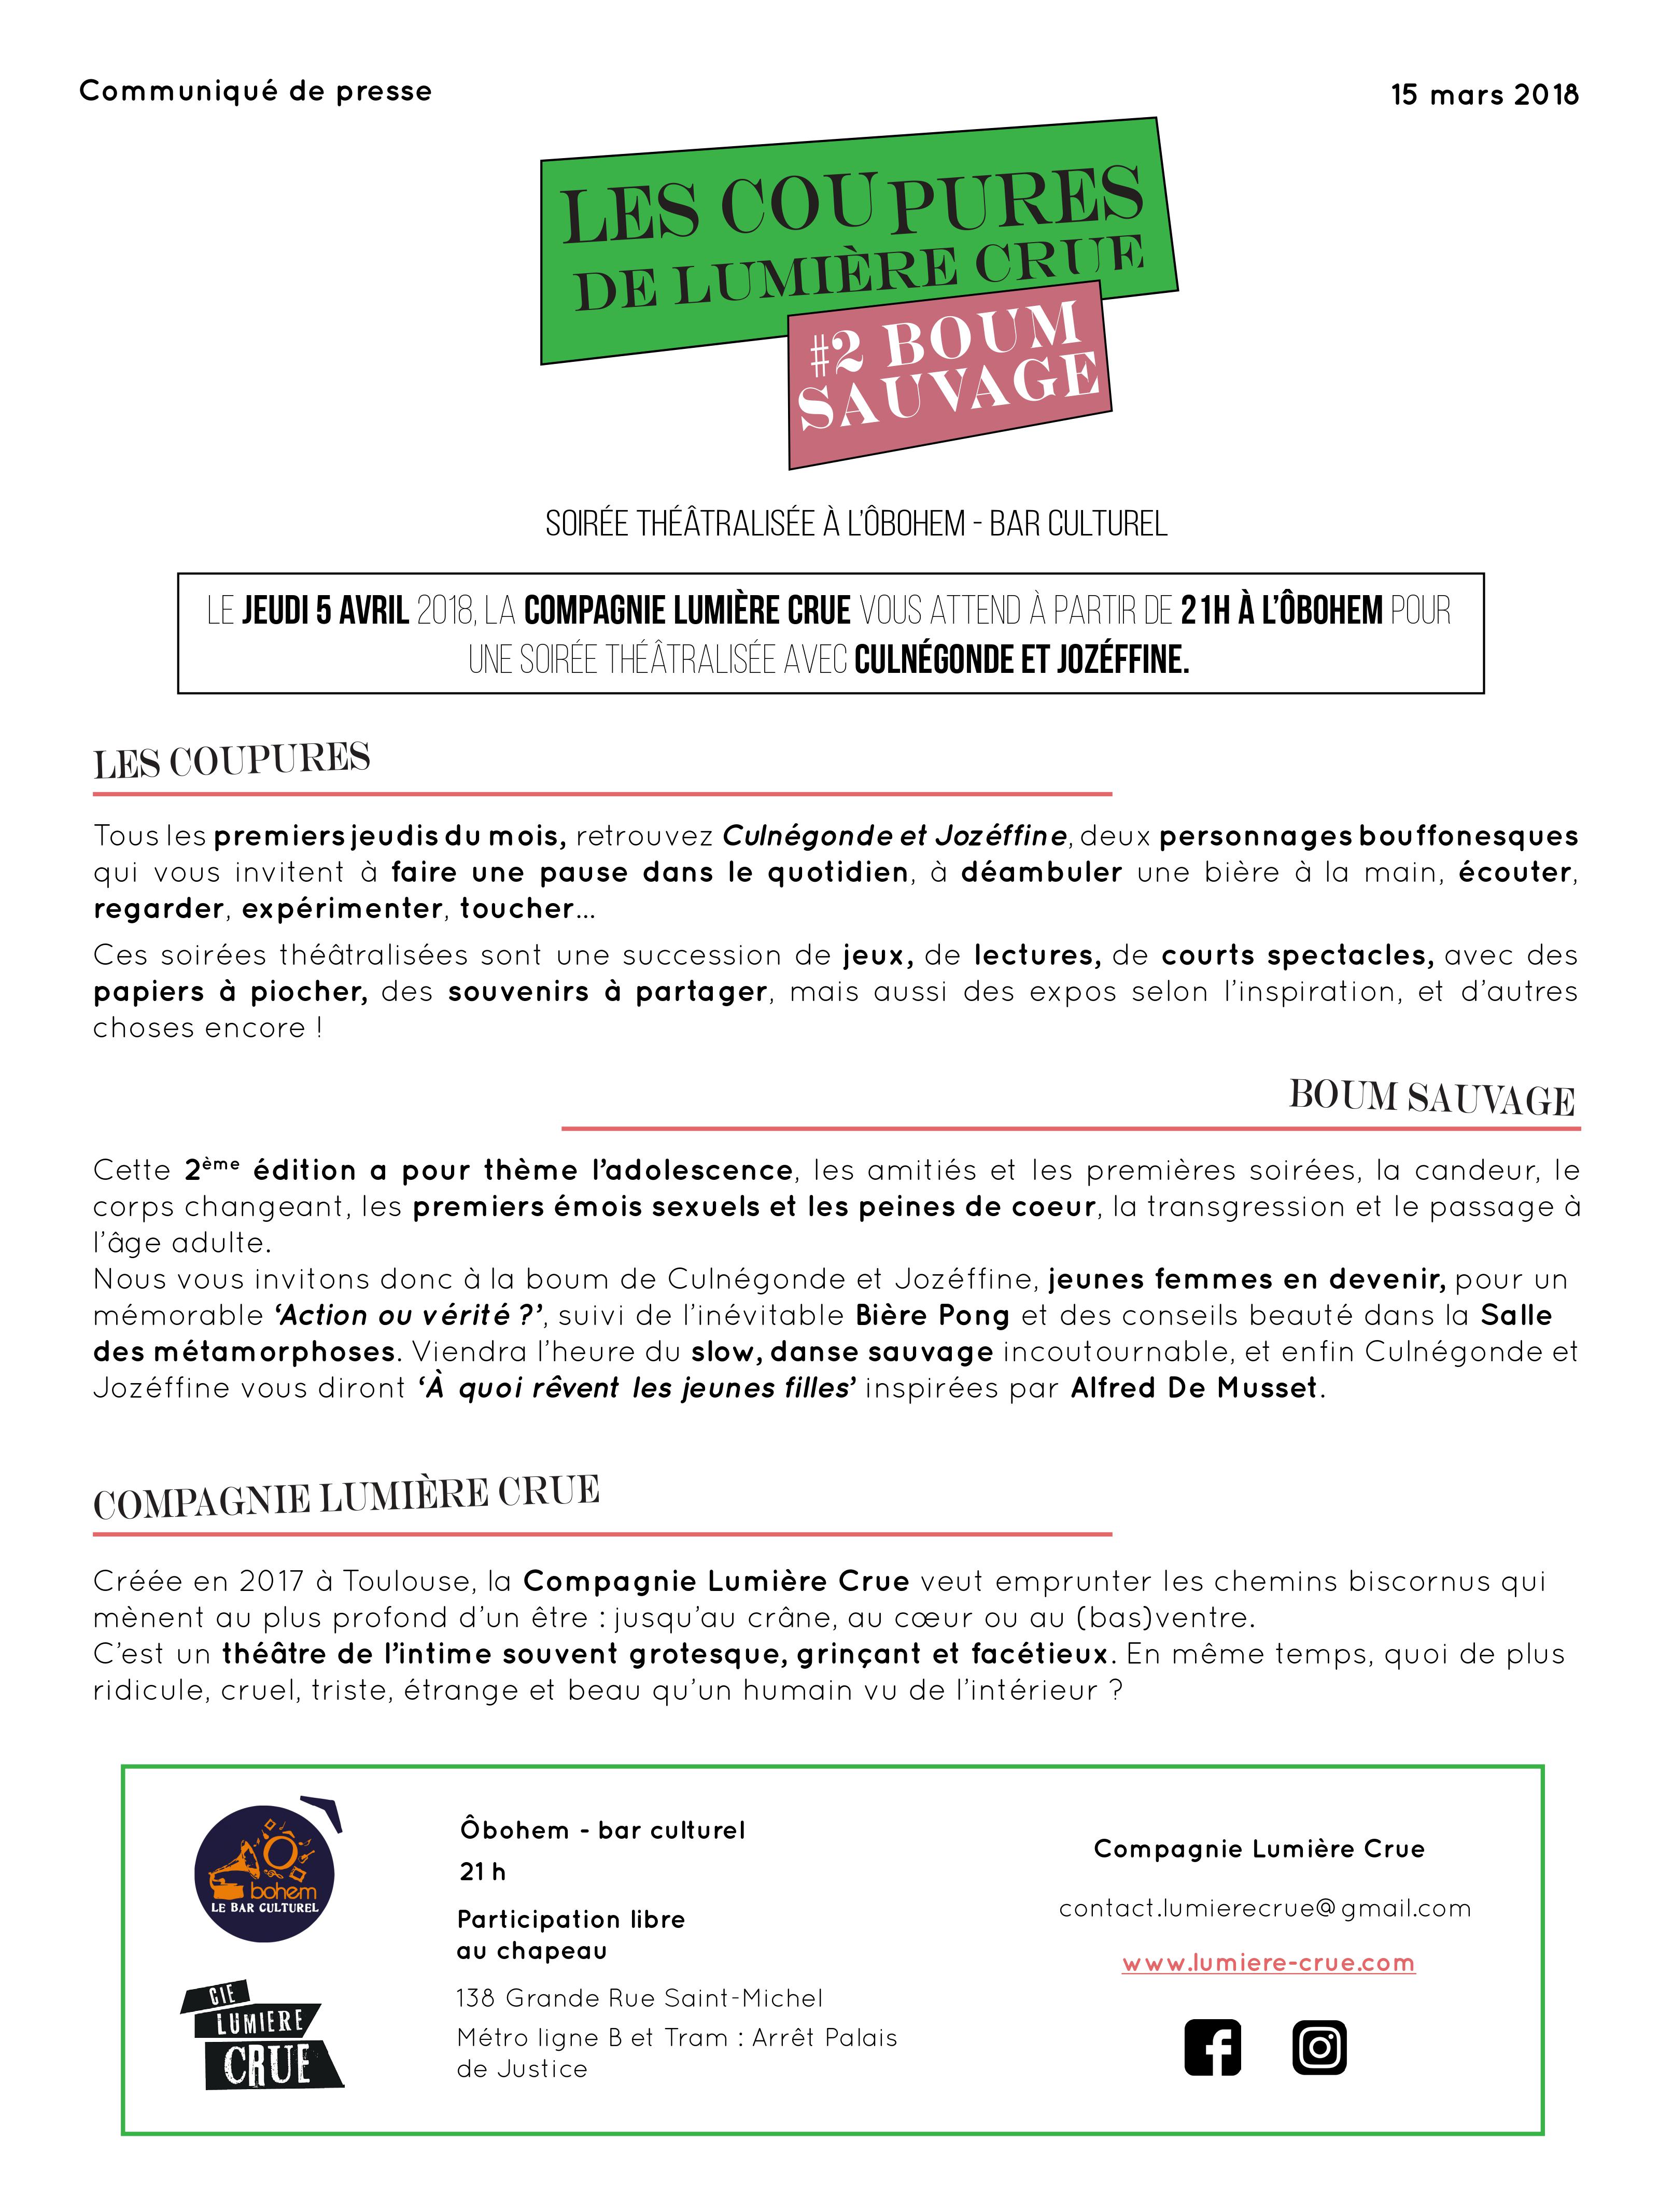 Communiqué de presse
15 mars 2018
LES COUPURES
DE LUMIÈRE CRUE
#2 BOUM
SAUVAGE
SOIRÉE THÉÂTRALISÉE À L'ÔBOHEM - BAR CULTUREL
LE JEUDI 5 AVRIL 2018, LA COMPAGNIE LUMIÈRE CRUE VOUS ATTEND À PARTIR DE 21H À L'ÔBOHEM POUR
UNE SOIRÉE THÉÂTRALISÉE AVEC CULNÉGONDE ET JOZÉFFINE.
LES COUPURES
Tous les premiers jeudis du mois, retrouvez Culnégonde et Jozéffine, deux personnages bouffonesques
qui vous invitent à faire une pause dans le quotidien, à déambuler une bière à la main, écouter,
regarder, expérimenter, toucher...
Ces soirées théâtralisées sont une succession de jeux, de lectures, de courts spectacles, avec des
papiers à piocher, des souvenirs à partager, mais aussi des expos selon l'inspiration, et d'autres
choses encore !
BOUM SAUVAGE
Cette 2ème édition a pour thème l'adolescence, les amitiés et les premières soirées, la candeur, le
corps changeant, les premiers émois sexuels et les peines de coeur, la transgression et le passage à
l'âge adulte.
Nous vous invitons donc à la boum de Culnégonde et Jozéffine, jeunes femmes en devenir, pour un
mémorable ‘Action ou vérité ?’, suivi de l'inévitable Bière Pong et des conseils beauté dans la Salle
des métamorphoses. Viendra l'heure du slow, danse sauvage incoutournable, et enfin Culnégonde et
Jozéffine vous diront ‘À quoi rêvent les jeunes filles’ inspirées par Alfred De Musset.
COMPAGNIE LUMIÈRE CRUE
Créée en 2017 à Toulouse, la Compagnie Lumière Crue veut emprunter les chemins biscornus qui
mènent au plus profond d'un être : jusqu'au crâne, au cœur ou au (bas)ventre.
C'est un théâtre de l'intime souvent grotesque, grinçant et facétieux. En même temps, quoi de plus
ridicule, cruel, triste, étrange et beau qu'un humain vu de l'intérieur ?
Ô
bohem
LE BAR CULTUREL
CIE
LUMIERE
CRUE
Ôbohem - bar culturel
21 h
Participation libre
au chapeau
138 Grande Rue Saint-Michel
Métro ligne B et Tram : Arrêt Palais
de Justice
Compagnie Lumière Crue
contact.lumierecrue@gmail.com
www.lumiere-crue.com